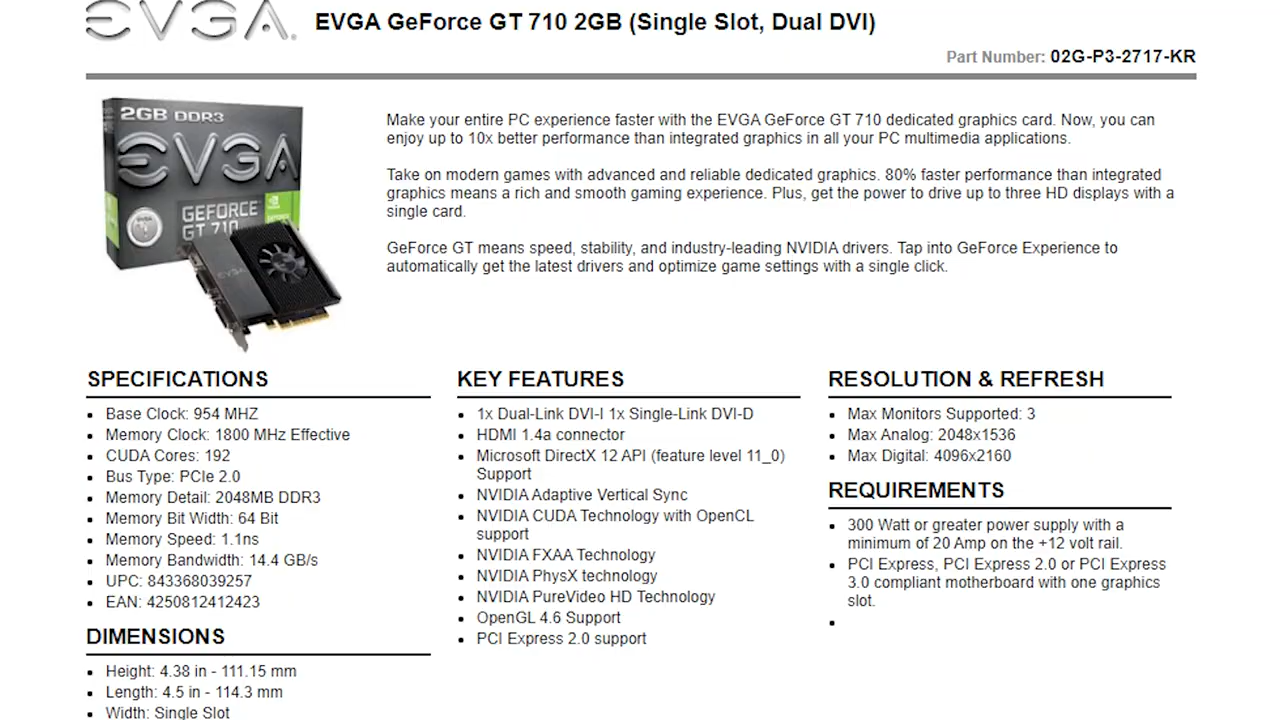 EVGA
EVGA GeForce GT 710 2GB (Single Slot, Dual DVI)
Part Number: 02G-P3-2717-KR
2GB DDR3
EVGA
GEFORCE
GT 710
Make your entire PC experience faster with the EVGA GeForce GT 710 dedicated graphics card. Now, you can
enjoy up to 10x better performance than integrated graphics in all your PC multimedia applications.
Take on modern games with advanced and reliable dedicated graphics. 80% faster performance than integrated
graphics means a rich and smooth gaming experience. Plus, get the power to drive up to three HD displays with a
single card.
GeForce GT means speed, stability, and industry-leading NVIDIA drivers. Tap into GeForce Experience to
automatically get the latest drivers and optimize game settings with a single click.
SPECIFICATIONS
Base Clock: 954 MHZ
Memory Clock: 1800 MHz Effective
CUDA Cores: 192
Bus Type: PCIe 2.0
Memory Detail: 2048MB DDR3
Memory Bit Width: 64 Bit
Memory Speed: 1.1ns
Memory Bandwidth: 14.4 GB/s
UPC: 843368039257
EAN: 4250812412423
DIMENSIONS
Height: 4.38 in - 111.15 mm
Length: 4.5 in - 114.3 mm
Width: Single Slot
KEY FEATURES
1x Dual-Link DVI-I 1x Single-Link DVI-D
HDMI 1.4a connector
Microsoft DirectX 12 API (feature level 11_0)
Support
NVIDIA Adaptive Vertical Sync
NVIDIA CUDA Technology with OpenCL
support
NVIDIA FXAA Technology
NVIDIA PhysX technology
NVIDIA PureVideo HD Technology
OpenGL 4.6 Support
PCI Express 2.0 support
RESOLUTION & REFRESH
Max Monitors Supported: 3
Max Analog: 2048x1536
Max Digital: 4096x2160
REQUIREMENTS
300 Watt or greater power supply with a
minimum of 20 Amp on the +12 volt rail.
PCI Express, PCI Express 2.0 or PCI Express
3.0 compliant motherboard with one graphics
slot.